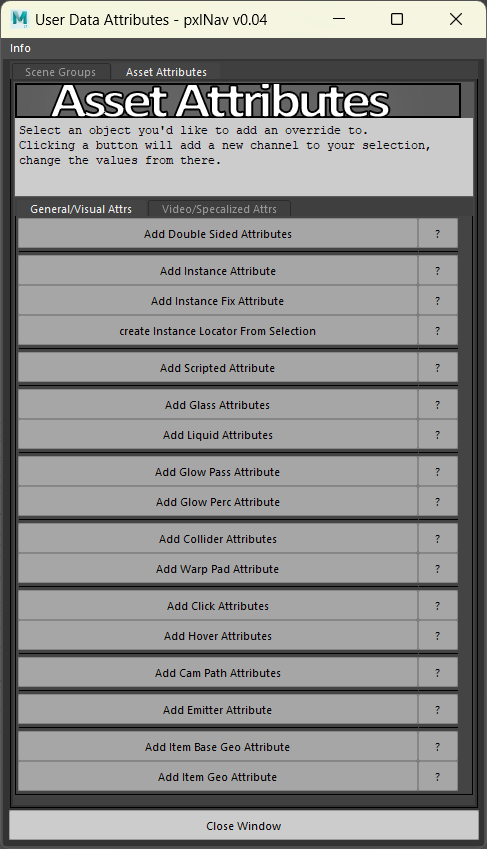 User Data Attributes - pxlNav v0.04
Info
Scene Groups
Asset Attributes
Asset Attributes
Select an object you'd like to add an override to.
Clicking a button will add a new channel to your selection,
change the values from there.
General/Visual Attrs
Video/Specalized Attrs
Add Double Sided Attributes ?
Add Instance Attribute ?
Add Instance Fix Attribute ?
create Instance Locator From Selection ?
Add Scripted Attribute ?
Add Glass Attributes ?
Add Liquid Attributes ?
Add Glow Pass Attribute ?
Add Glow Perc Attribute ?
Add Collider Attributes ?
Add Warp Pad Attribute ?
Add Click Attributes ?
Add Hover Attributes ?
Add Cam Path Attributes ?
Add Emitter Attribute ?
Add Item Base Geo Attribute ?
Add Item Geo Attribute ?
Close Window